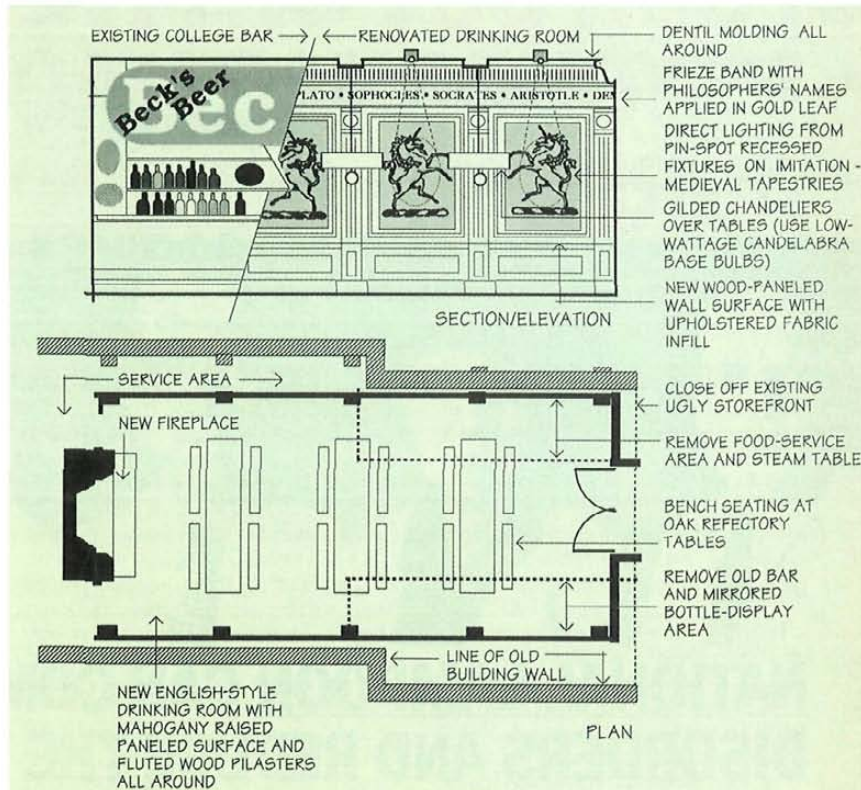 EXISTING COLLEGE BAR
RENOVATED DRINKING ROOM
Beck's
Beer
Bec
PLATO • SOPHOCLES • SOCRATES • ARISTOTLE • DEM
DENTIL MOLDING ALL
AROUND
FRIEZE BAND WITH
PHILOSOPHERS' NAMES
APPLIED IN GOLD LEAF
DIRECT LIGHTING FROM
PIN-SPOT RECESSED
FIXTURES ON IMITATION-
MEDIEVAL TAPESTRIES
GILDED CHANDELIERS
OVER TABLES (USE LOW-
WATTAGE CANDELABRA
BASE BULBS)
NEW WOOD-PANELED
WALL SURFACE WITH
UPHOLSTERED FABRIC
INFILL
SECTION/ELEVATION
SERVICE AREA
NEW FIREPLACE
CLOSE OFF EXISTING
UGLY STOREFRONT
REMOVE FOOD-SERVICE
AREA AND STEAM TABLE
BENCH SEATING AT
OAK REFECTORY
TABLES
REMOVE OLD BAR
AND MIRRORED
BOTTLE-DISPLAY
AREA
LINE OF OLD
BUILDING WALL
NEW ENGLISH-STYLE
DRINKING ROOM WITH
MAHOGANY RAISED
PANELED SURFACE AND
FLUTED WOOD PILASTERS
ALL AROUND
PLAN